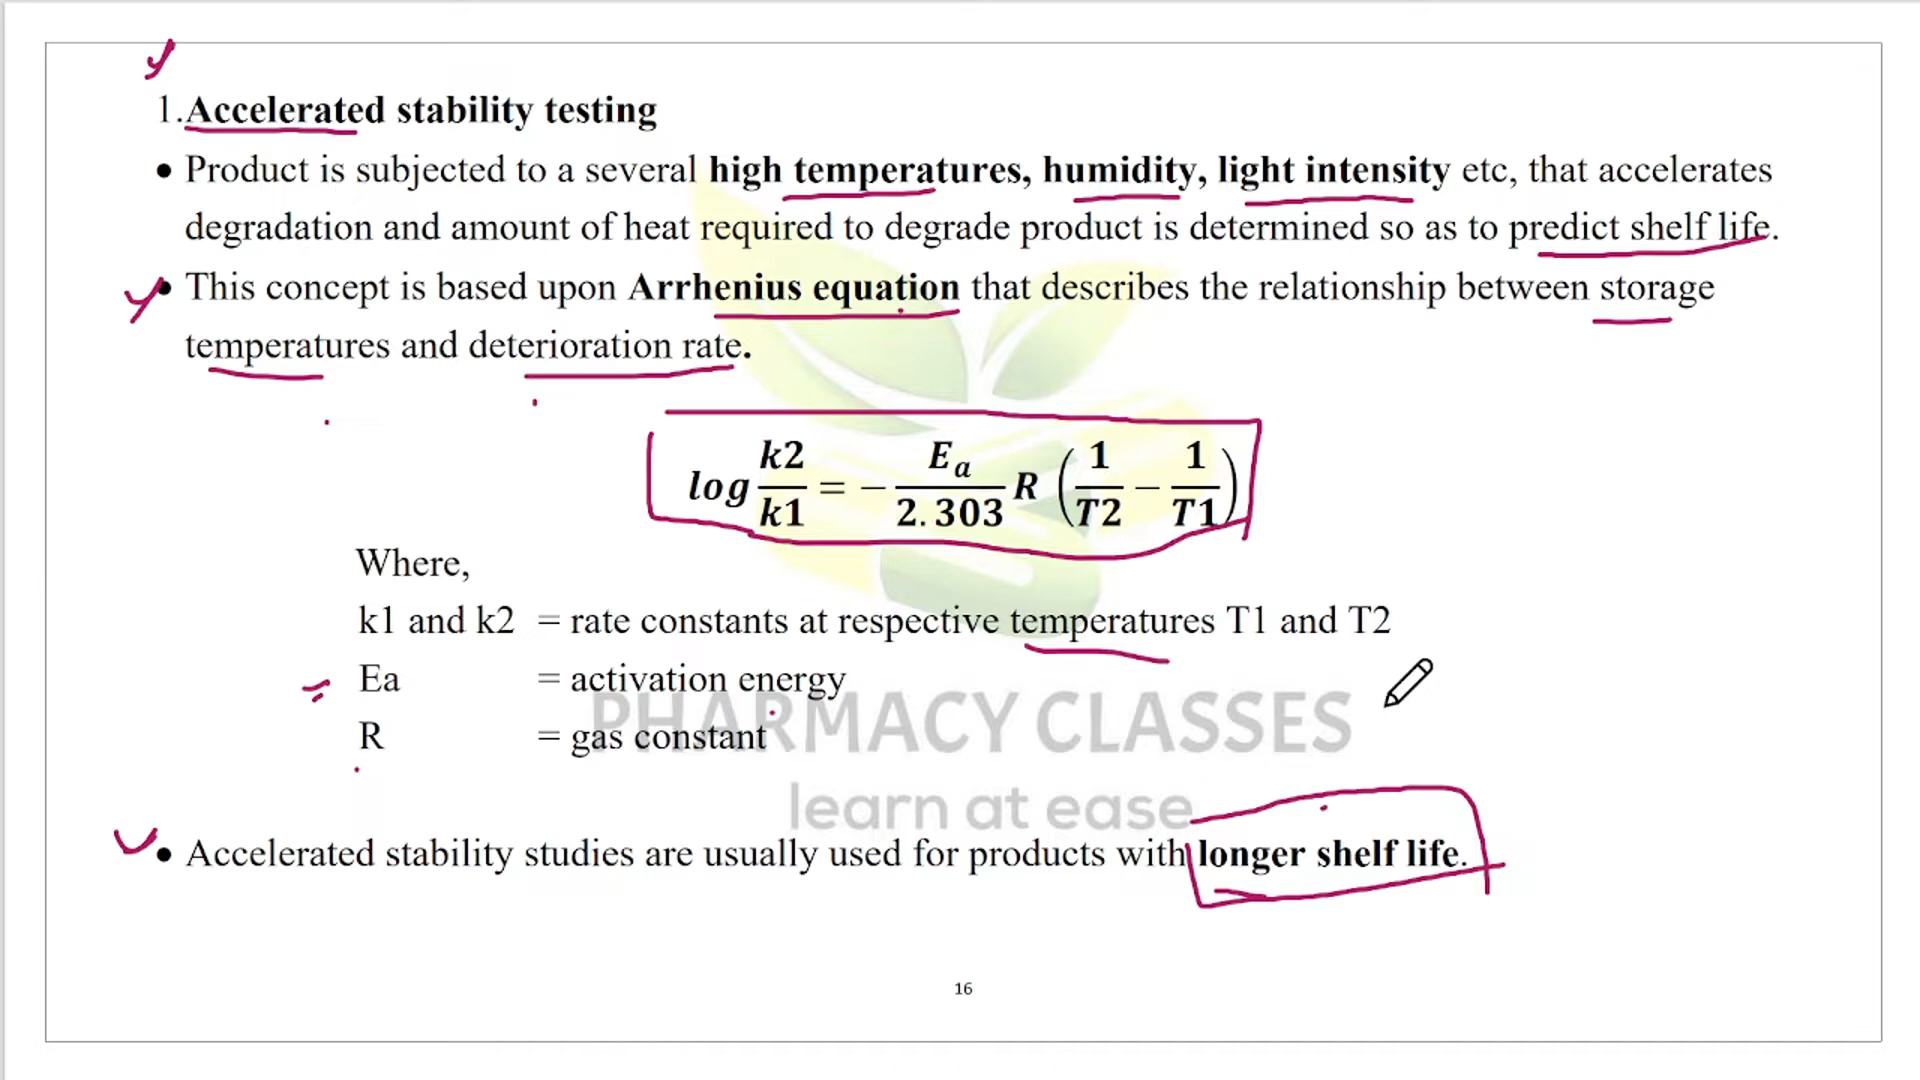 1.Accelerated stability testing
• Product is subjected to a several high temperatures, humidity, light intensity etc, that accelerates
degradation and amount of heat required to degrade product is determined so as to predict shelf life.
• This concept is based upon Arrhenius equation that describes the relationship between storage
temperatures and deterioration rate.
log k2/k1 = − Ea/2.303 R (1/T2 − 1/T1)
Where,
k1 and k2 = rate constants at respective temperatures T1 and T2
Ea = activation energy
PHARMACY CLASSES
R = gas constant
learn at ease
• Accelerated stability studies are usually used for products with longer shelf life.
16